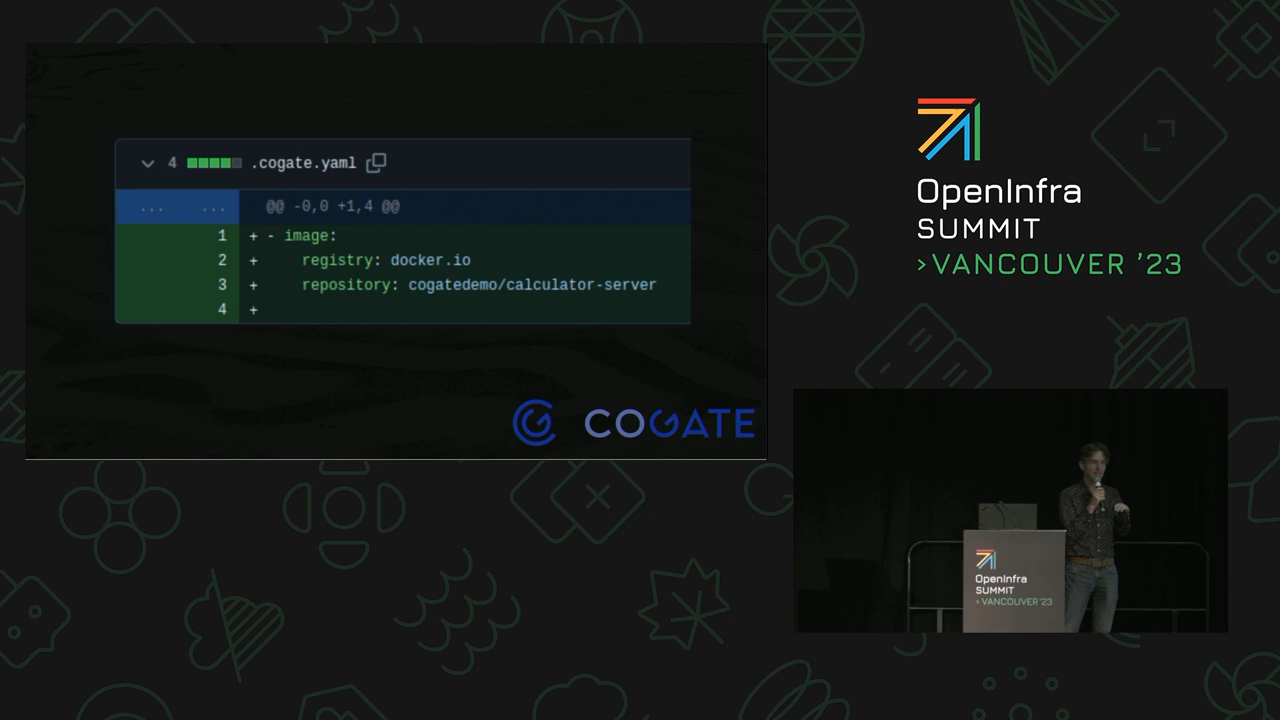 4 .cogate.yaml
... ... @@ -0,0 +1,4 @@
1 + - image:
2 + registry: docker.io
3 + repository: cogatedemo/calculator-server
4 +
COGATE
OpenInfra
SUMMIT
>VANCOUVER '23
OpenInfra
SUMMIT
> VANCOUVER '23